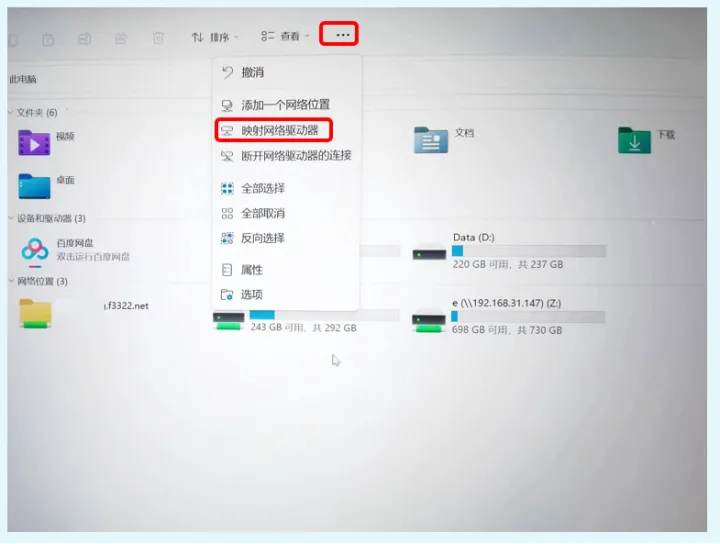 排序
查看
...
撤消
此电脑
添加一个网络位置
文件夹 (6)
映射网络驱动器
视频
文档
下载
断开网络驱动器的连接
桌面
全部选择
全部取消
设备和驱动器 (3)
反向选择
百度网盘
双击运行百度网盘
Data (D:)
220 GB 可用，共 237 GB
属性
网络位置 (3)
选项
.f3322.net
243 GB 可用，共 292 GB
e (\\192.168.31.147) (Z:)
698 GB 可用，共 730 GB